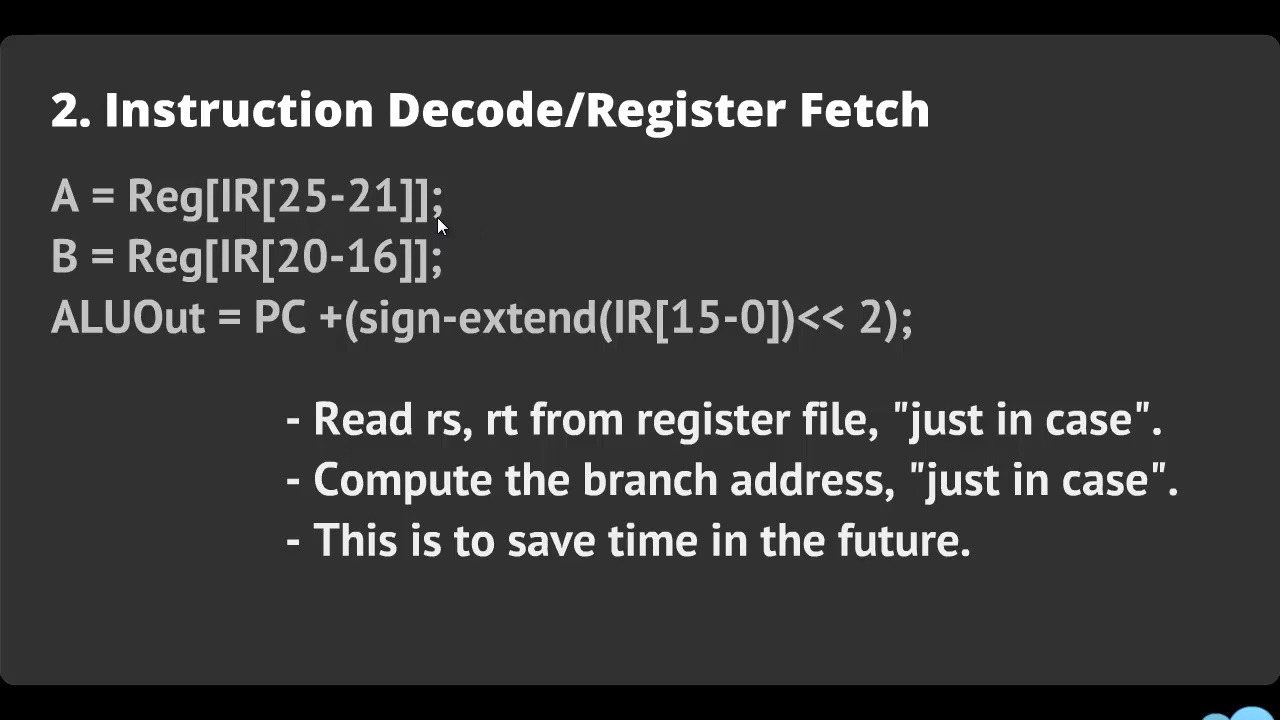 2. Instruction Decode/Register Fetch
A = Reg[IR[25-21]];
B = Reg[IR[20-16]];
ALUOut = PC +(sign-extend(IR[15-0])<< 2);
- Read rs, rt from register file, "just in case".
- Compute the branch address, "just in case".
- This is to save time in the future.